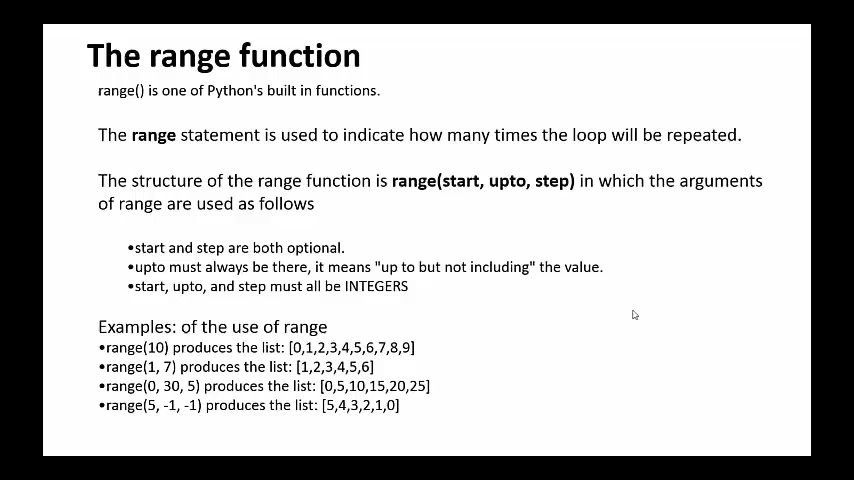 The range function
range() is one of Python's built in functions.
The range statement is used to indicate how many times the loop will be repeated.
The structure of the range function is range(start, upto, step) in which the arguments
of range are used as follows
•start and step are both optional.
•upto must always be there, it means "up to but not including" the value.
•start, upto, and step must all be INTEGERS
Examples: of the use of range
•range(10) produces the list: [0,1,2,3,4,5,6,7,8,9]
•range(1, 7) produces the list: [1,2,3,4,5,6]
•range(0, 30, 5) produces the list: [0,5,10,15,20,25]
•range(5, -1, -1) produces the list: [5,4,3,2,1,0]